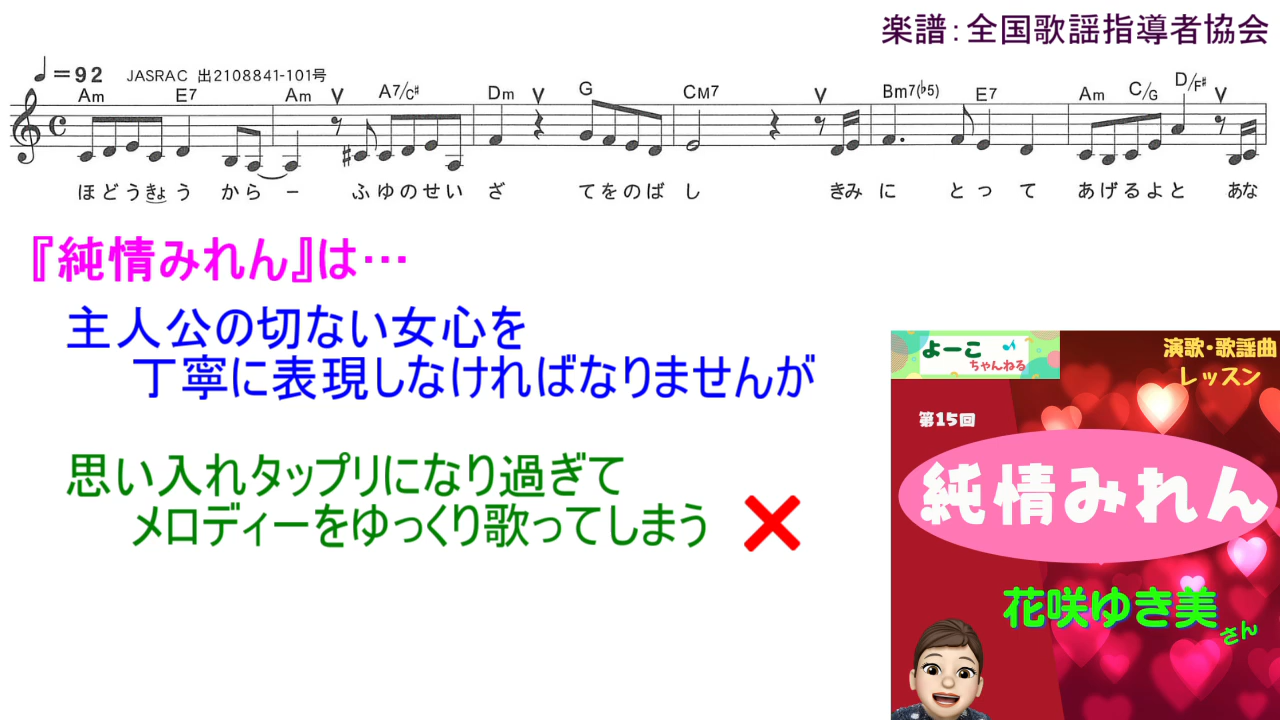 楽譜：全国歌謡指導者協会
♩＝92 JASRAC 出2108841-101号
Am E7 Am V A7/C♯ Dm V G CM7 V Bm7(♭5) E7 Am C/G D/F♯ V
ほどうきょうから ー ふゆのせいざ てをのばし きみに とって あげるよと あな
『純情みれん』は…
主人公の切ない女心を
丁寧に表現しなければなりませんが
思い入れタップリになり過ぎて
メロディーをゆっくり歌ってしまう
よーこ
ちゃんねる
演歌・歌謡曲
レッスン
第15回
純情みれん
花咲ゆき美
さん